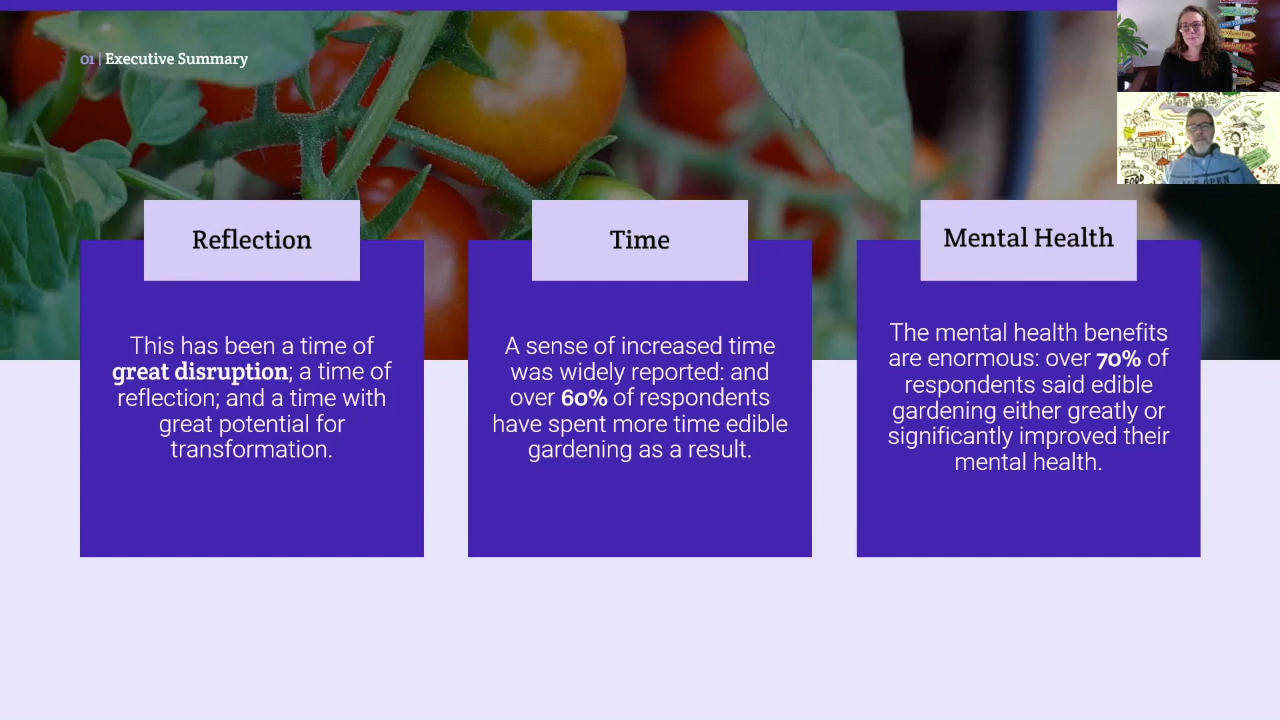 01 | Executive Summary
Reflection
This has been a time of
great disruption; a time of
reflection; and a time with
great potential for
transformation.
Time
A sense of increased time
was widely reported: and
over 60% of respondents
have spent more time edible
gardening as a result.
Mental Health
The mental health benefits
are enormous: over 70% of
respondents said edible
gardening either greatly or
significantly improved their
mental health.
OPEN